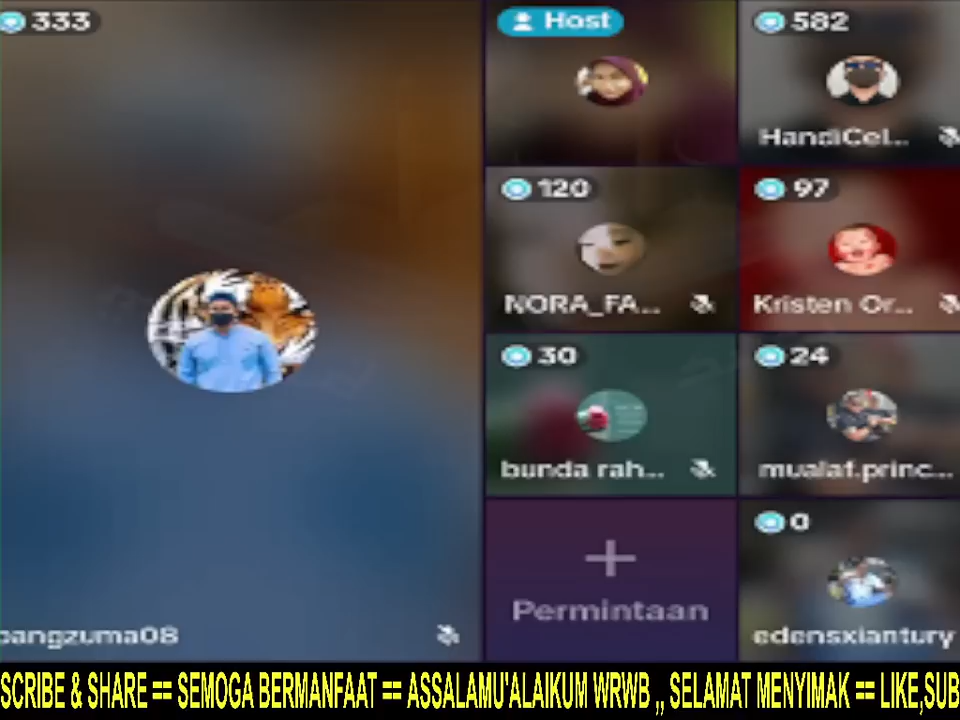 333
Host
582
HandiCel...
120
97
NORA_FA...
Kristen Or...
30
24
bunda rah...
mualaf.princ...
+
0
Permintaan
bangzuma08
edensxiantury
SCRIBE & SHARE == SEMOGA BERMANFAAT == ASSALAMU'ALAIKUM WRWB ,, SELAMAT MENYIMAK == LIKE,SUB